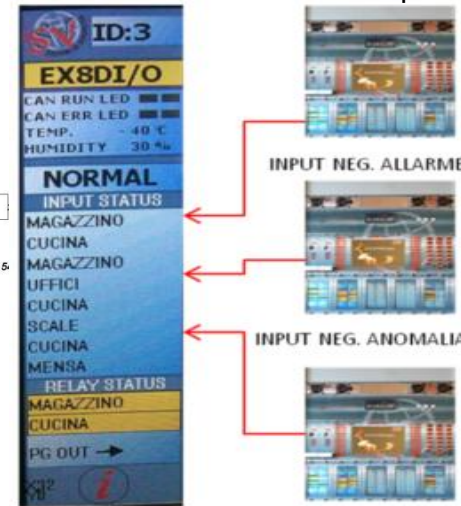 SV ID:3
EX8DI/O
CAN RUN LED
CAN ERR LED
TEMP. - 40 °C
HUMIDITY 30 %
NORMAL
INPUT STATUS
MAGAZZINO
CUCINA
MAGAZZINO
UFFICI
CUCINA
SCALE
CUCINA
MENSA
RELAY STATUS
MAGAZZINO
CUCINA
PG OUT →
i
INPUT NEG. ALLARME
INPUT NEG. ANOMALIA
5